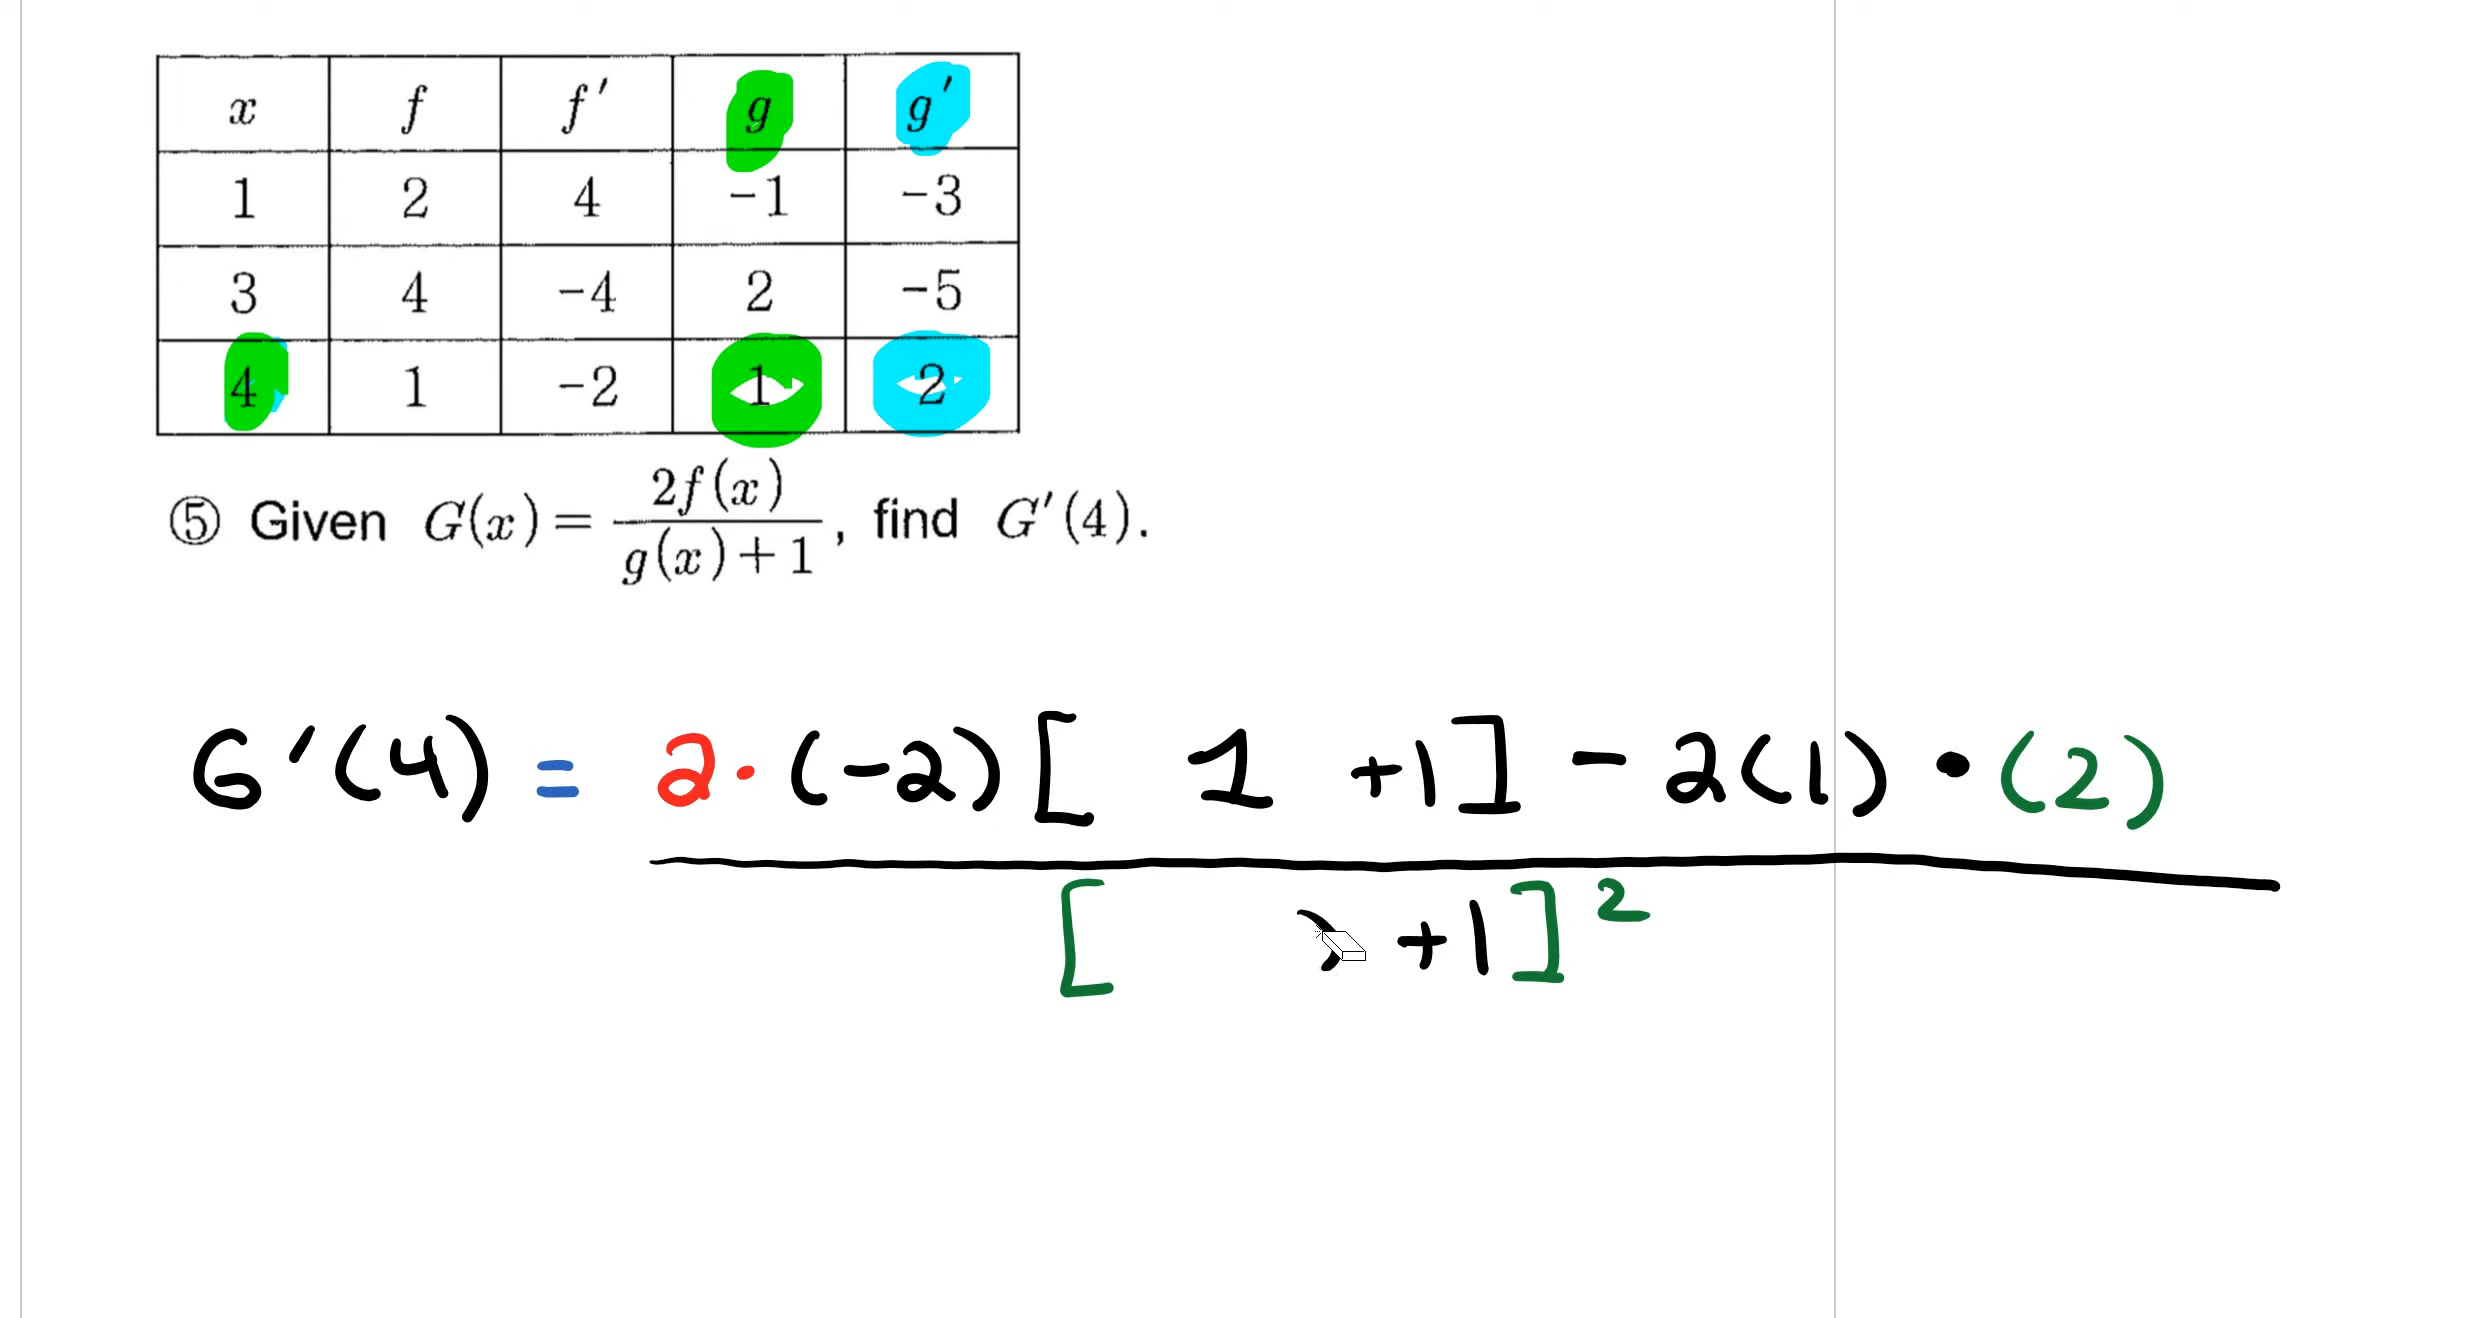 x f f′ g g′
1 2 4 -1 -3
3 4 -4 2 -5
4 1 -2 1 2
⑤ Given G(x) = 2f(x) / g(x)+1 , find G′(4).
G′(4) = 2·(-2)[ 1 +1] - 2(1)·(2)
[ ) +1]²